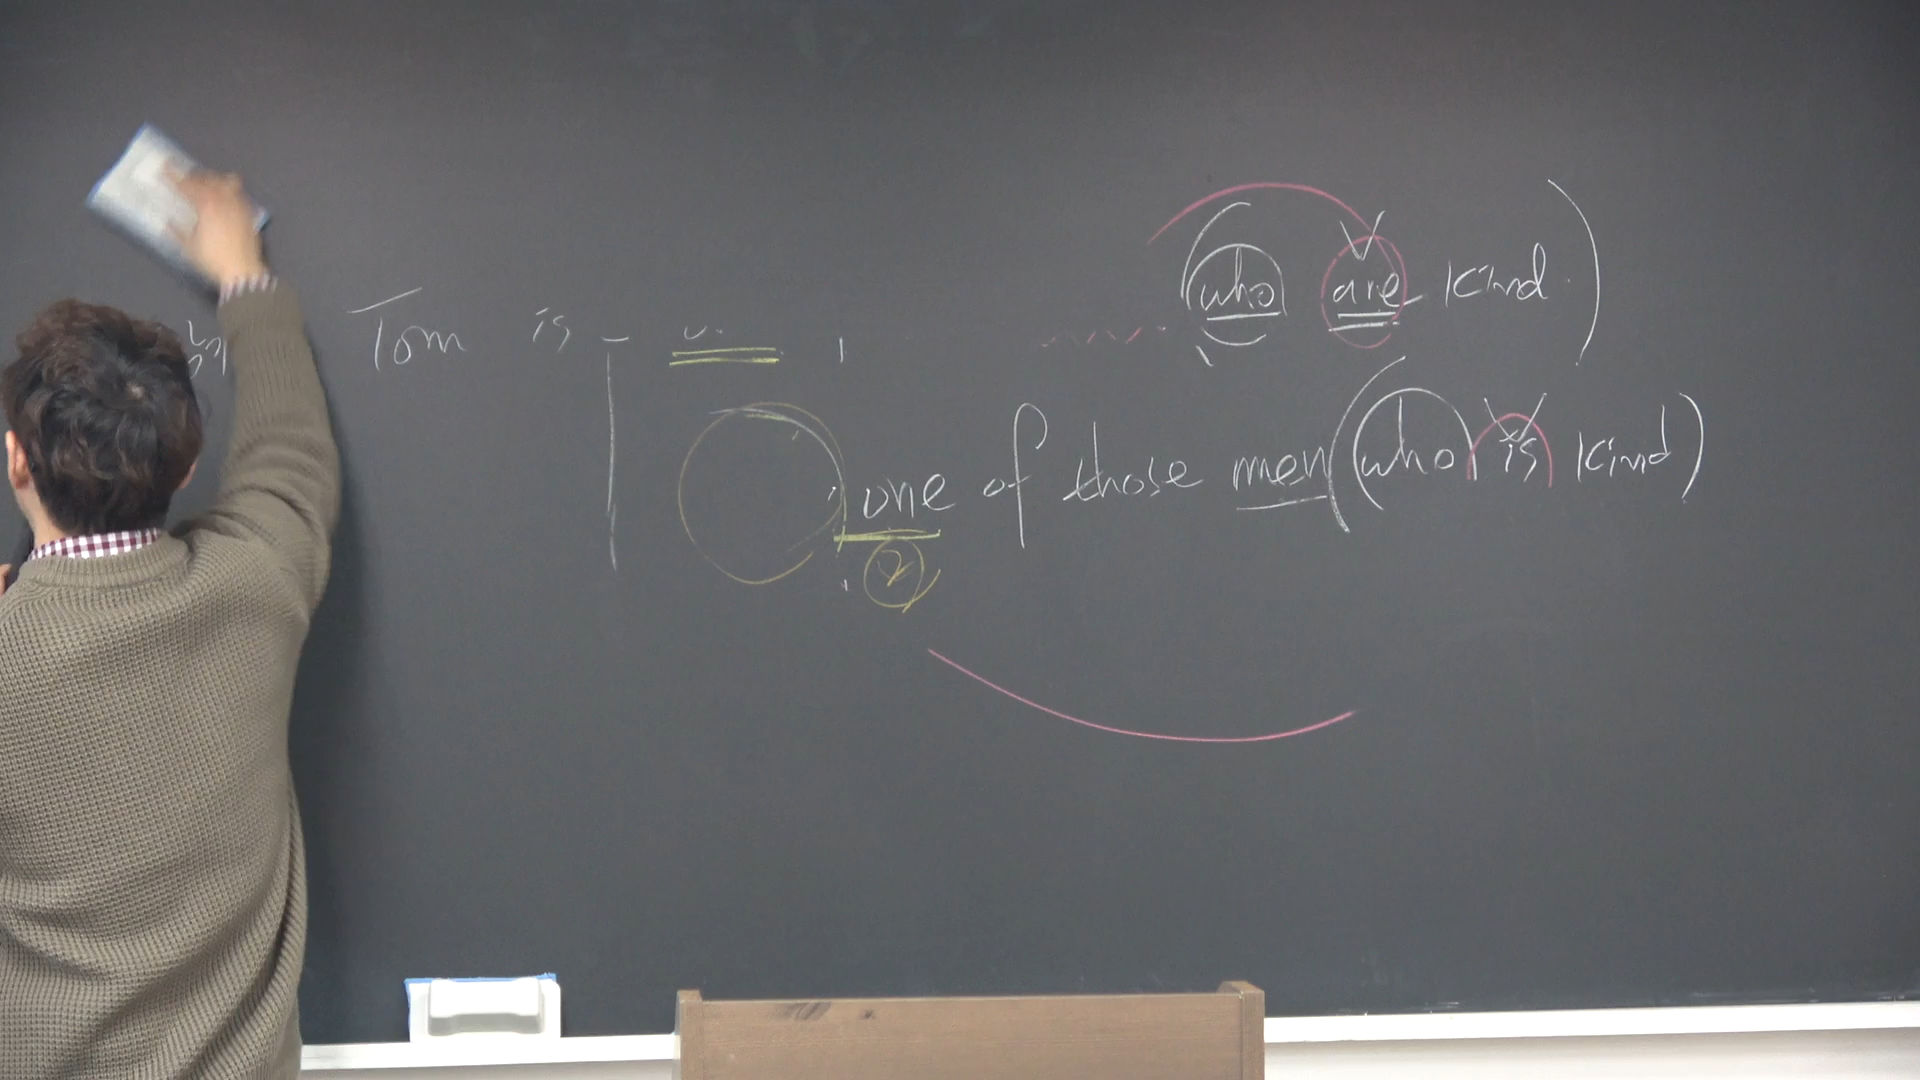 Tom is
(who are kind.)
one of those men (who is kind)